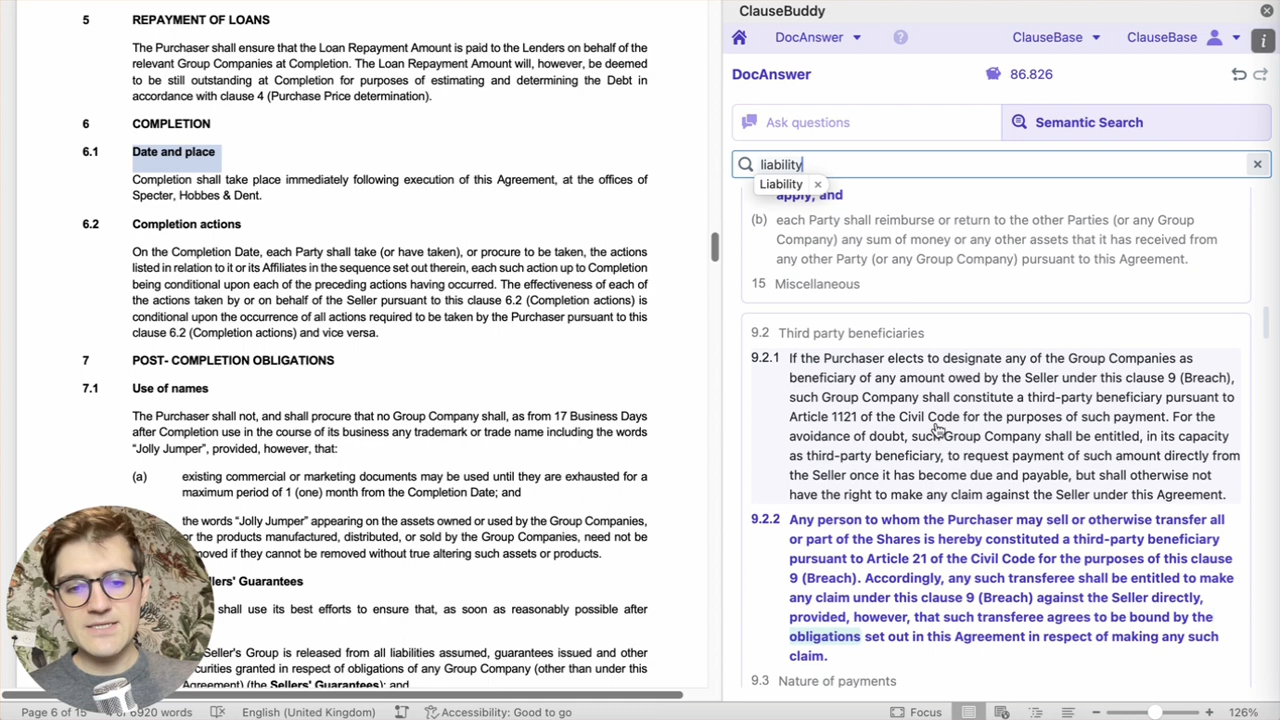 5 REPAYMENT OF LOANS
The Purchaser shall ensure that the Loan Repayment Amount is paid to the Lenders on behalf of the
relevant Group Companies at Completion. The Loan Repayment Amount will, however, be deemed
to be still outstanding at Completion for purposes of estimating and determining the Debt in
accordance with clause 4 (Purchase Price determination).
6 COMPLETION
6.1 Date and place
Completion shall take place immediately following execution of this Agreement, at the offices of
Specter, Hobbes & Dent.
6.2 Completion actions
On the Completion Date, each Party shall take (or have taken), or procure to be taken, the actions
listed in relation to it or its Affiliates in the sequence set out therein, each such action up to Completion
being conditional upon each of the preceding actions having occurred. The effectiveness of each of
the actions taken by or on behalf of the Seller pursuant to this clause 6.2 (Completion actions) is
conditional upon the occurrence of all actions required to be taken by the Purchaser pursuant to this
clause 6.2 (Completion actions) and vice versa.
7 POST- COMPLETION OBLIGATIONS
7.1 Use of names
The Purchaser shall not, and shall procure that no Group Company shall, as from 17 Business Days
after Completion use in the course of its business any trademark or trade name including the words
“Jolly Jumper”, provided, however, that:
(a) existing commercial or marketing documents may be used until they are exhausted for a
maximum period of 1 (one) month from the Completion Date; and
the words “Jolly Jumper” appearing on the assets owned or used by the Group Companies,
or the products manufactured, distributed, or sold by the Group Companies, need not be
if they cannot be removed without true altering such assets or products.
Guarantees
shall use its best efforts to ensure that, as soon as reasonably possible after
Seller's Group is released from all liabilities assumed, guarantees issued and other
granted in respect of obligations of any Group Company (other than under this
Agreement) (the Sellers' Guarantees); and
Page 6 of 15 6920 words English (United Kingdom) Accessibility: Good to go Focus 126%
ClauseBuddy
DocAnswer ClauseBase ClauseBase
DocAnswer 86.826
Ask questions Semantic Search
liability
Liability
apply, and
(b) each Party shall reimburse or return to the other Parties (or any Group
Company) any sum of money or any other assets that it has received from
any other Party (or any Group Company) pursuant to this Agreement.
15 Miscellaneous
9.2 Third party beneficiaries
9.2.1 If the Purchaser elects to designate any of the Group Companies as
beneficiary of any amount owed by the Seller under this clause 9 (Breach),
such Group Company shall constitute a third-party beneficiary pursuant to
Article 1121 of the Civil Code for the purposes of such payment. For the
avoidance of doubt, such Group Company shall be entitled, in its capacity
as third-party beneficiary, to request payment of such amount directly from
the Seller once it has become due and payable, but shall otherwise not
have the right to make any claim against the Seller under this Agreement.
9.2.2 Any person to whom the Purchaser may sell or otherwise transfer all
or part of the Shares is hereby constituted a third-party beneficiary
pursuant to Article 21 of the Civil Code for the purposes of this clause
9 (Breach). Accordingly, any such transferee shall be entitled to make
any claim under this clause 9 (Breach) against the Seller directly,
provided, however, that such transferee agrees to be bound by the
obligations set out in this Agreement in respect of making any such
claim.
9.3 Nature of payments